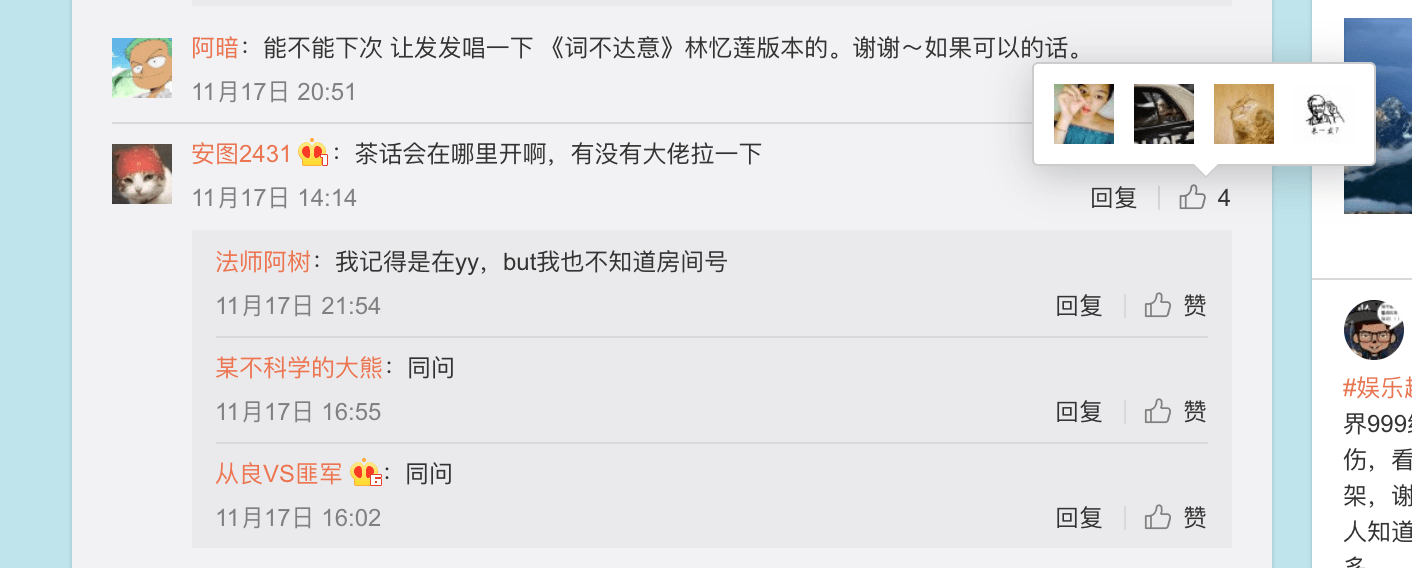 阿暗：能不能下次 让发发唱一下 《词不达意》林忆莲版本的。谢谢～如果可以的话。
11月17日 20:51
安图2431：茶话会在哪里开啊，有没有大佬拉一下
11月17日 14:14
回复
4
法师阿树：我记得是在yy，but我也不知道房间号
11月17日 21:54
回复
赞
某不科学的大熊：同问
11月17日 16:55
回复
赞
从良VS匪军：同问
11月17日 16:02
回复
赞
#娱乐
界999
伤，看
架，谢
人知道
多